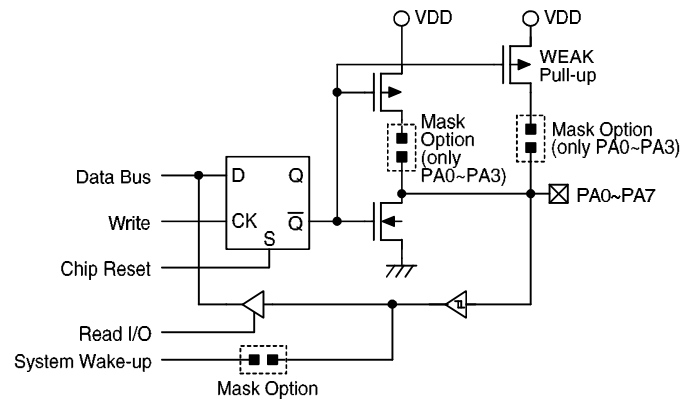 VDD
VDD
WEAK
Pull-up
Mask
Option
(only
PA0~PA3)
Mask Option
(only PA0~PA3)
Data Bus
D
Q
PA0~PA7
Write
CK
Q̅
S
Chip Reset
Read I/O
System Wake-up
Mask Option